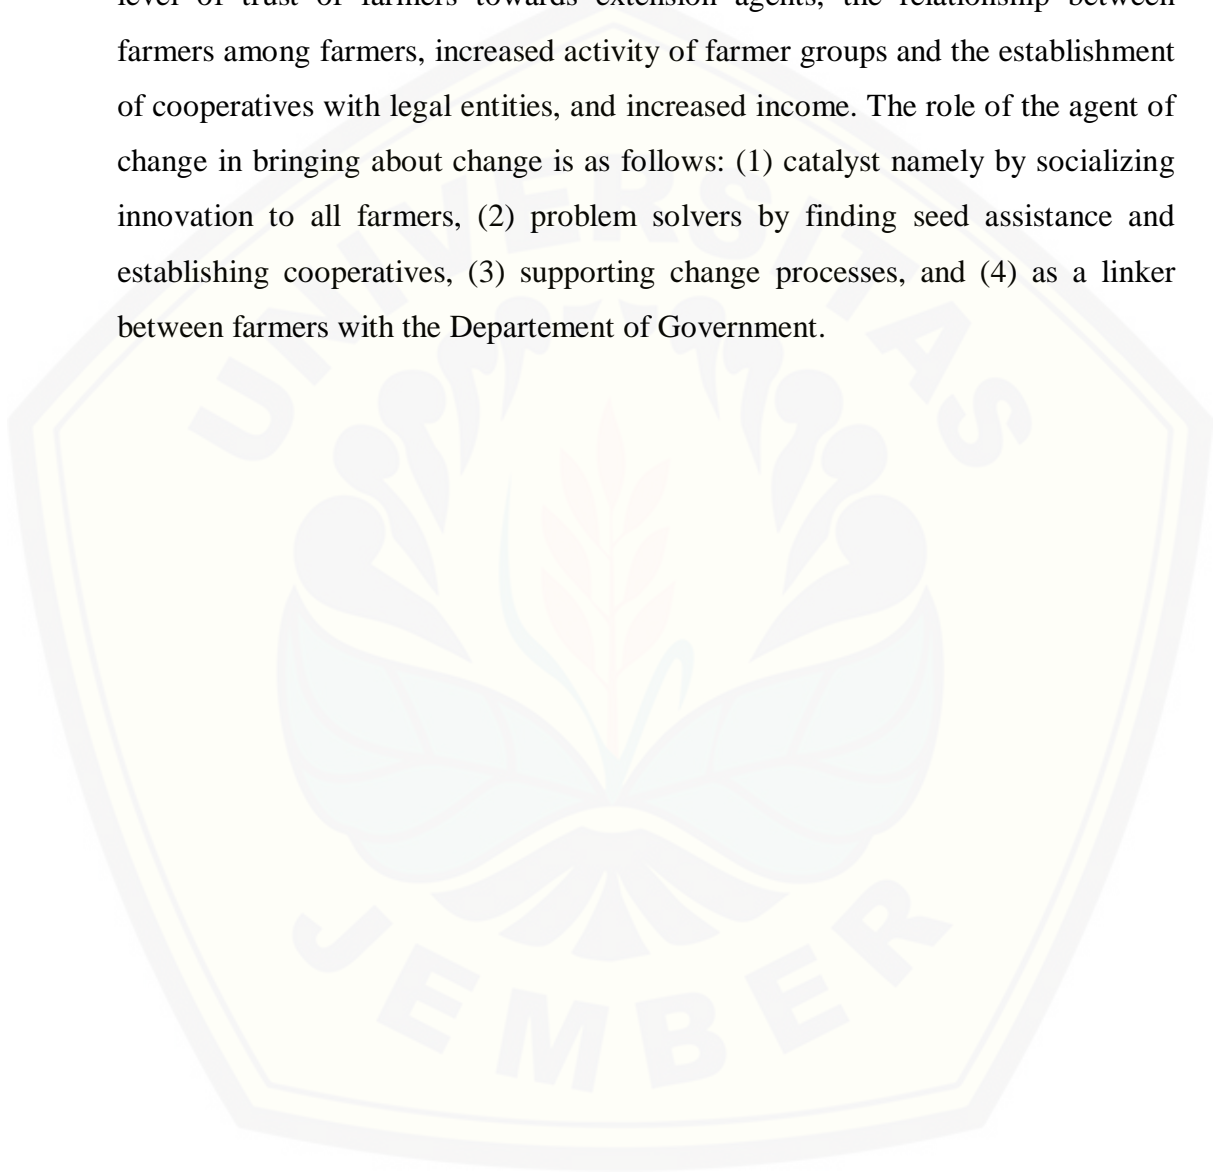 level of trust of farmers towards extension agents, the relationship between
farmers among farmers, increased activity of farmer groups and the establishment
of cooperatives with legal entities, and increased income. The role of the agent of
change in bringing about change is as follows: (1) catalyst namely by socializing
innovation to all farmers, (2) problem solvers by finding seed assistance and
establishing cooperatives, (3) supporting change processes, and (4) as a linker
between farmers with the Departement of Government.
UNIVERSITAS
JEMBER